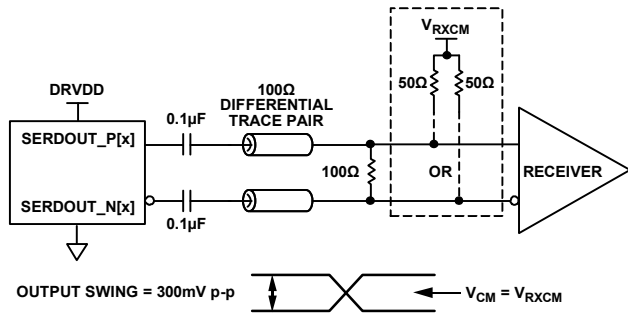 V_RXCM
50Ω 50Ω
DRVDD
100Ω
DIFFERENTIAL
TRACE PAIR
0.1µF
SERDOUT_P[x]
100Ω
OR
RECEIVER
SERDOUT_N[x]
0.1µF
OUTPUT SWING = 300mV p-p
V_CM = V_RXCM